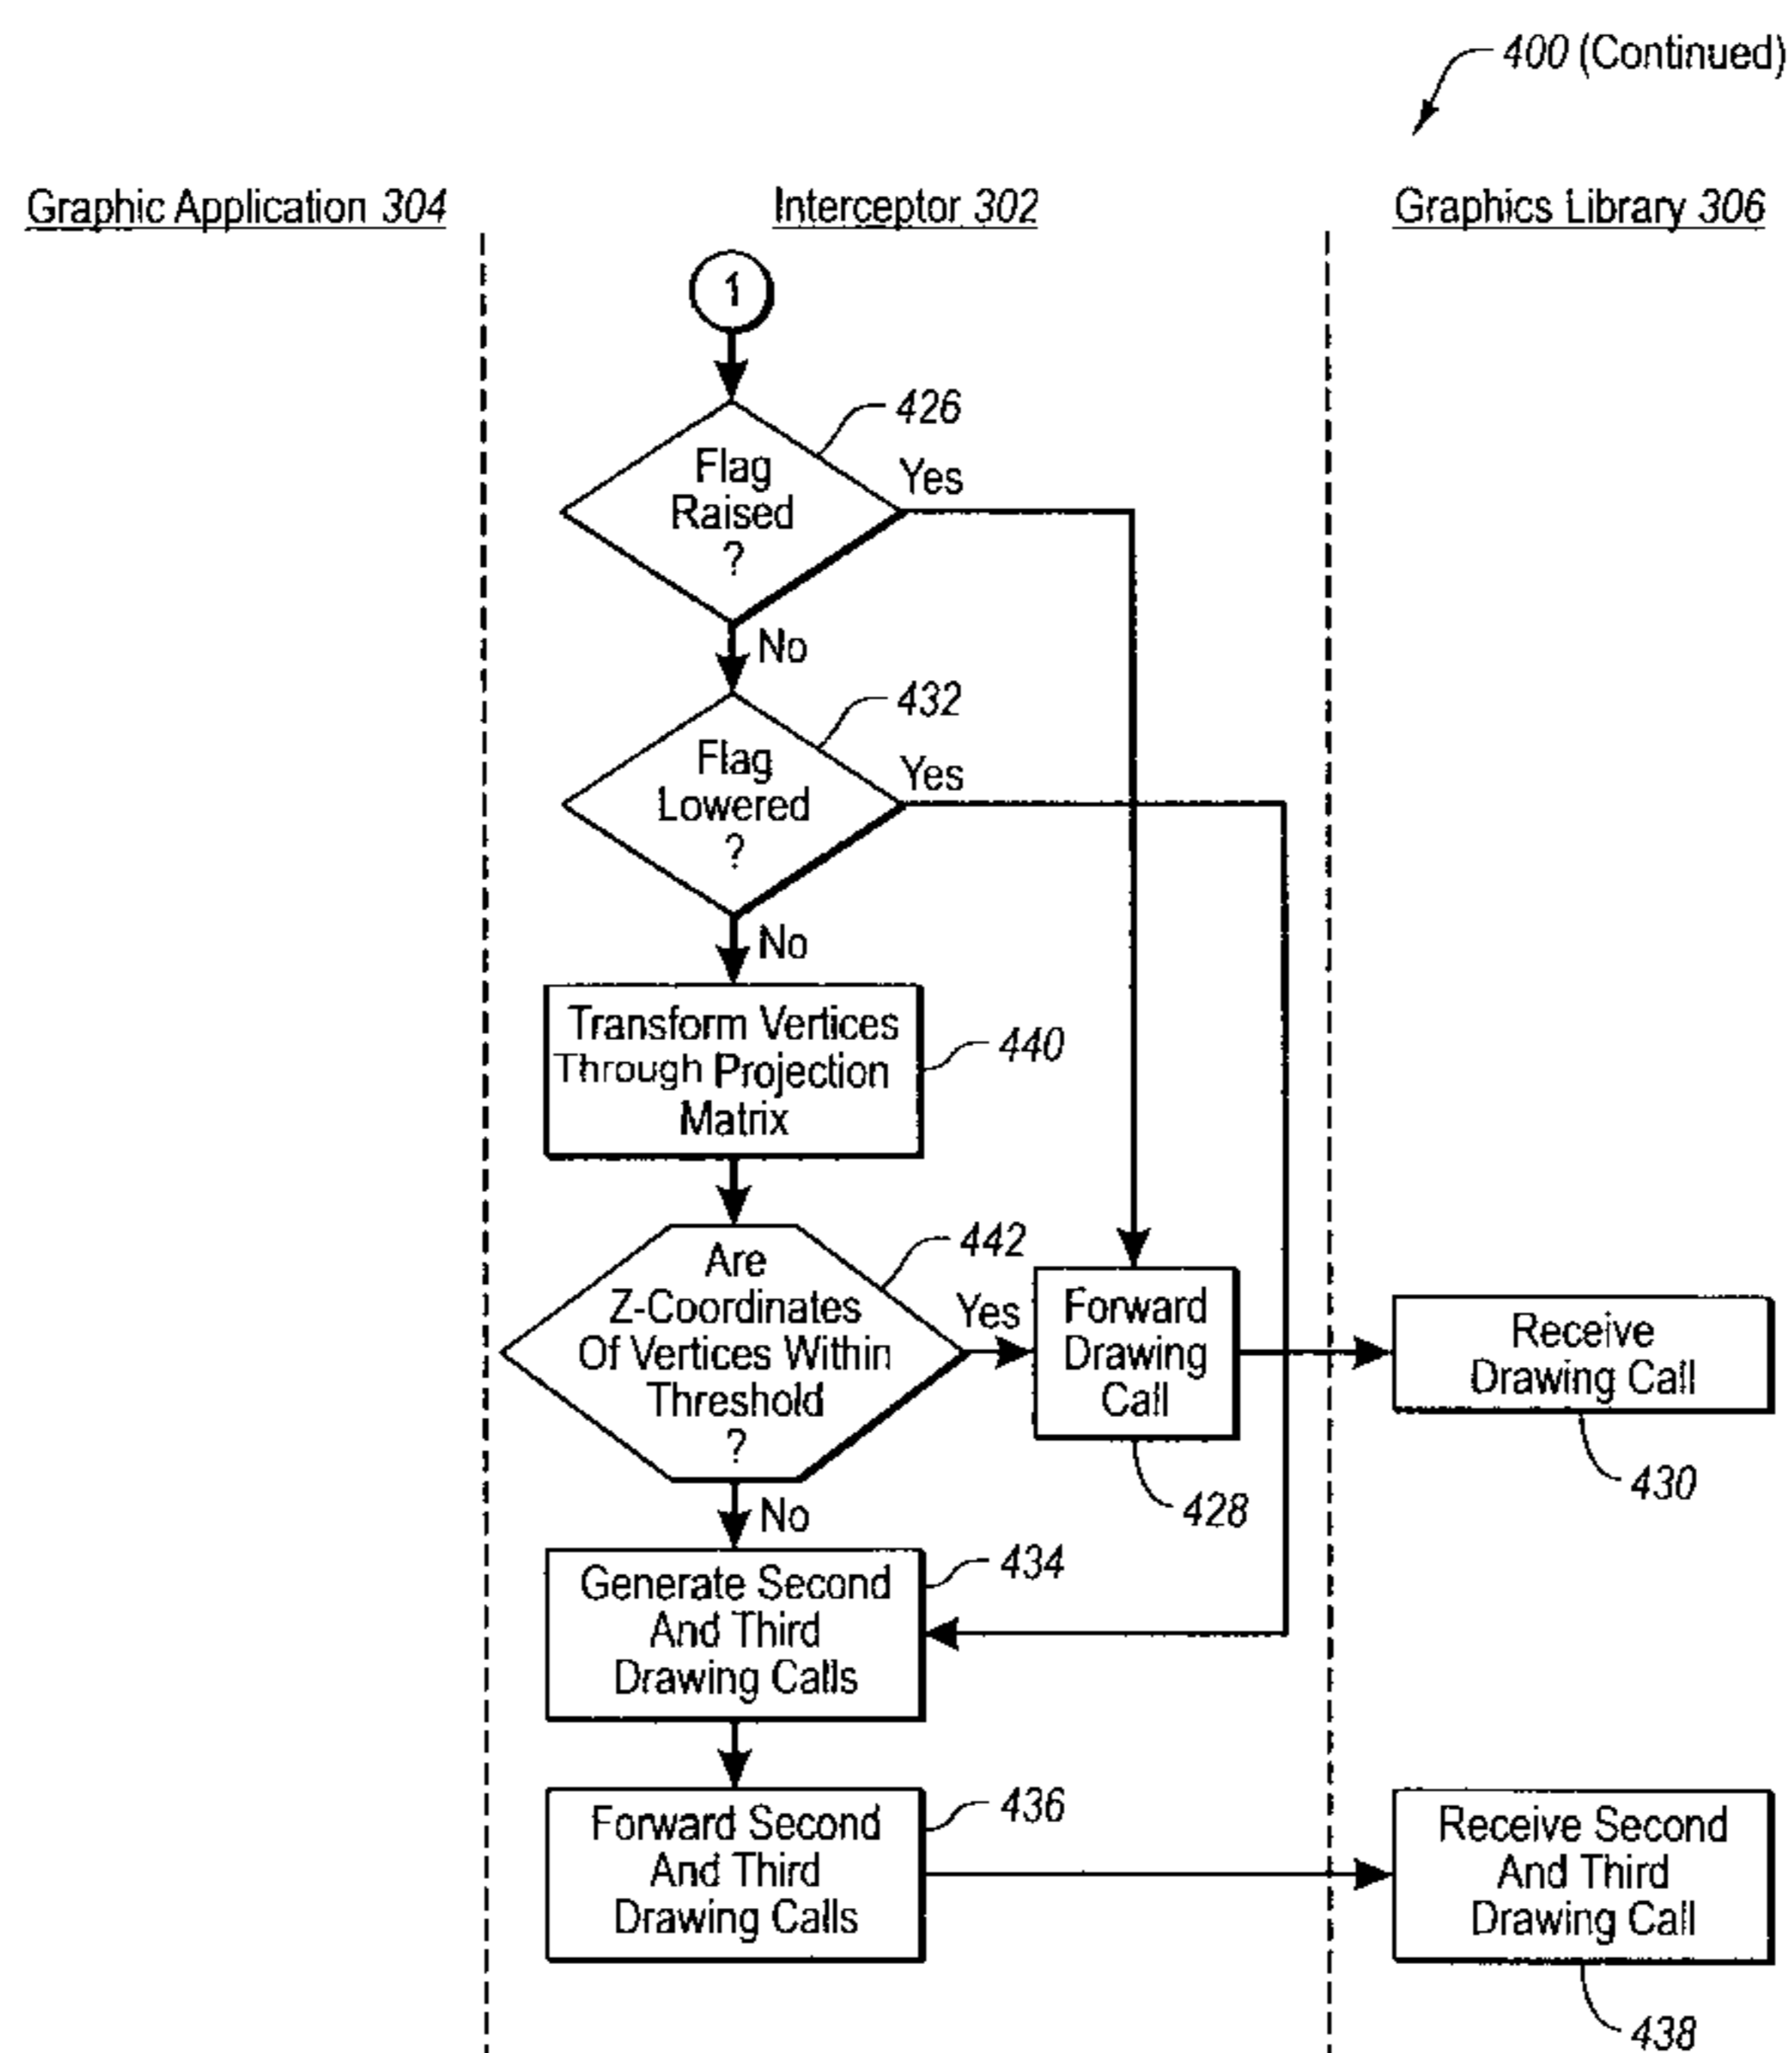 400 (Continued)
Graphic Application 304
Interceptor 302
Graphics Library 306
1
426
Flag
Raised
?
Yes
No
432
Flag
Lowered
?
Yes
No
Transform Vertices
Through Projection
Matrix
440
Are
Z-Coordinates
Of Vertices Within
Threshold
?
442
Yes
Forward
Drawing
Call
428
Receive
Drawing Call
430
No
Generate Second
And Third
Drawing Calls
434
Forward Second
And Third
Drawing Calls
436
Receive Second
And Third
Drawing Call
438